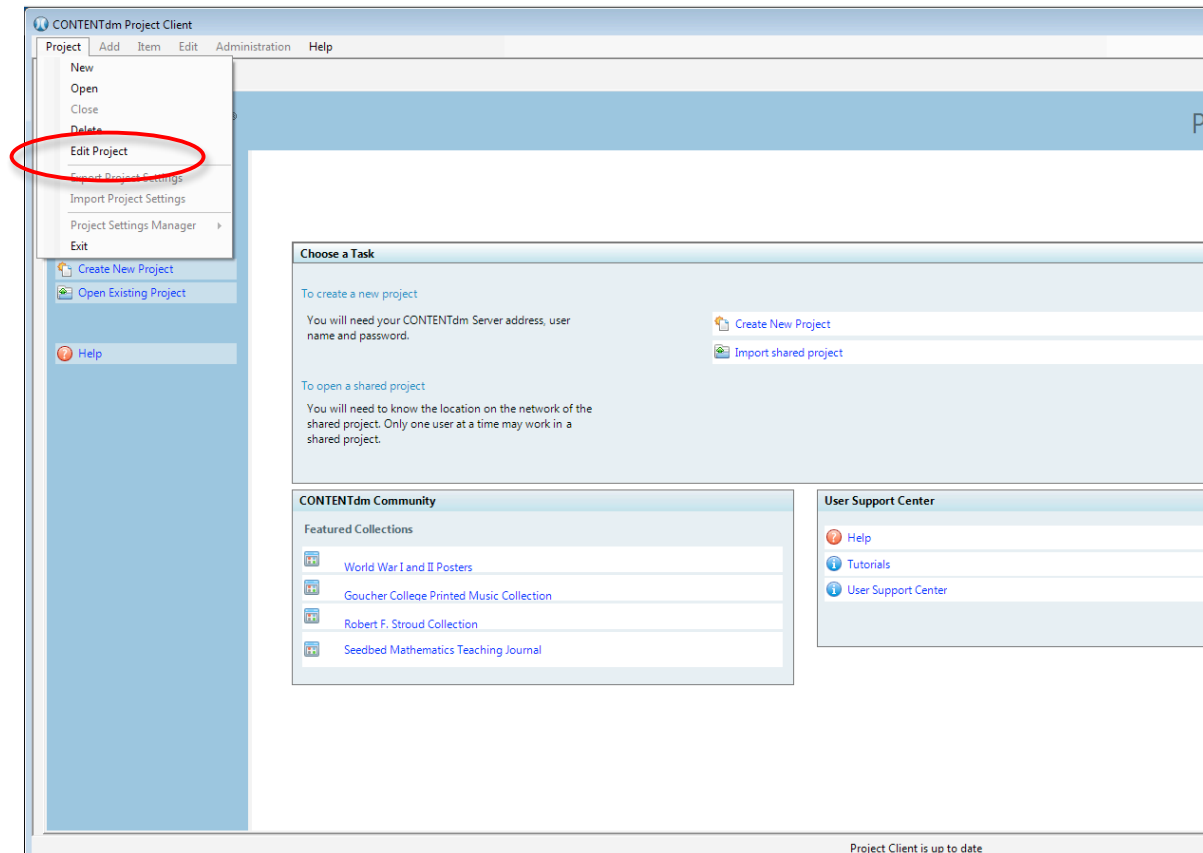 CONTENTdm Project Client
Project Add Item Edit Administration Help
New
Open
Close
Delete
Edit Project
Export Project Settings
Import Project Settings
Project Settings Manager
Exit
P
Create New Project
Open Existing Project
Help
Choose a Task
To create a new project
You will need your CONTENTdm Server address, user
name and password.
Create New Project
Import shared project
To open a shared project
You will need to know the location on the network of the
shared project. Only one user at a time may work in a
shared project.
CONTENTdm Community
Featured Collections
World War I and II Posters
Goucher College Printed Music Collection
Robert F. Stroud Collection
Seedbed Mathematics Teaching Journal
User Support Center
Help
Tutorials
User Support Center
Project Client is up to date